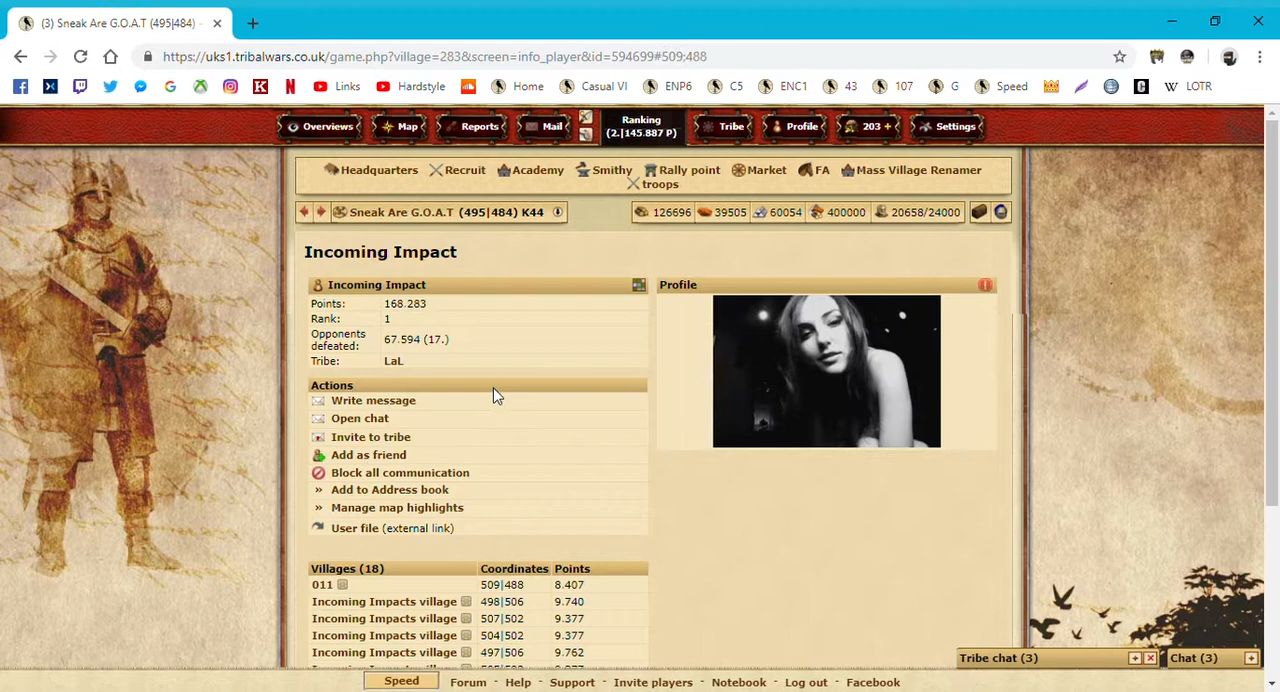 (3) Sneak Are G.O.A.T (495|484) -
https://uks1.tribalwars.co.uk/game.php?village=283&screen=info_player&id=594699#509;488
Links Hardstyle Home Casual VI ENP6 C5 ENC1 43 107 G Speed LOTR
Overviews Map Reports Mail Ranking Tribe Profile 203 + Settings
(2.|145.887 P)
Headquarters Recruit Academy Smithy Rally point Market FA Mass Village Renamer
troops
Sneak Are G.O.A.T (495|484) K44 126696 39505 60054 400000 20658/24000
Incoming Impact
Incoming Impact
Points: 168.283
Rank: 1
Opponents defeated: 67.594 (17.)
Tribe: LaL
Actions
Write message
Open chat
Invite to tribe
Add as friend
Block all communication
» Add to Address book
» Manage map highlights
User file (external link)
Profile
Villages (18) Coordinates Points
011 509|488 8.407
Incoming Impacts village 498|506 9.740
Incoming Impacts village 507|502 9.377
Incoming Impacts village 504|502 9.377
Incoming Impacts village 497|506 9.762
Tribe chat (3) Chat (3)
Speed Forum - Help - Support - Invite players - Notebook - Log out - Facebook